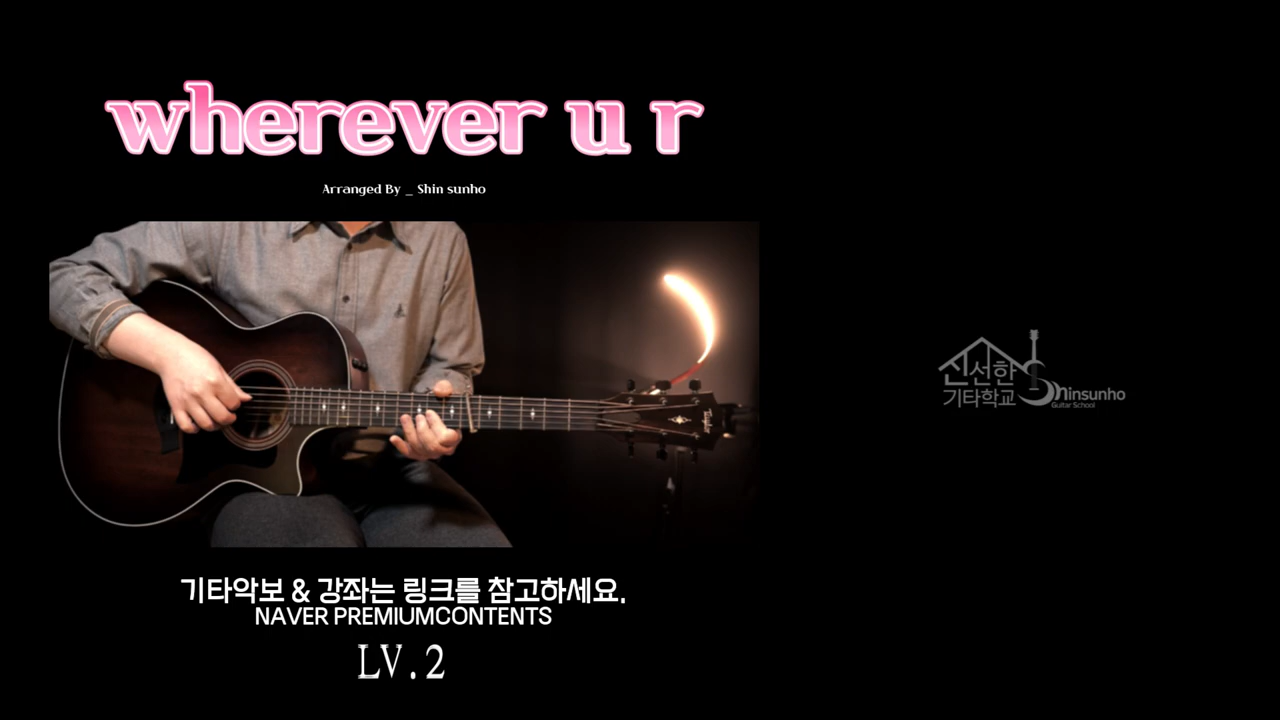 wherever u r
Arranged By _ Shin sunho
Taylor
기타악보 & 강좌는 링크를 참고하세요.
NAVER PREMIUMCONTENTS
LV.2
신선한
기타학교
Shinsunho
Guitar School